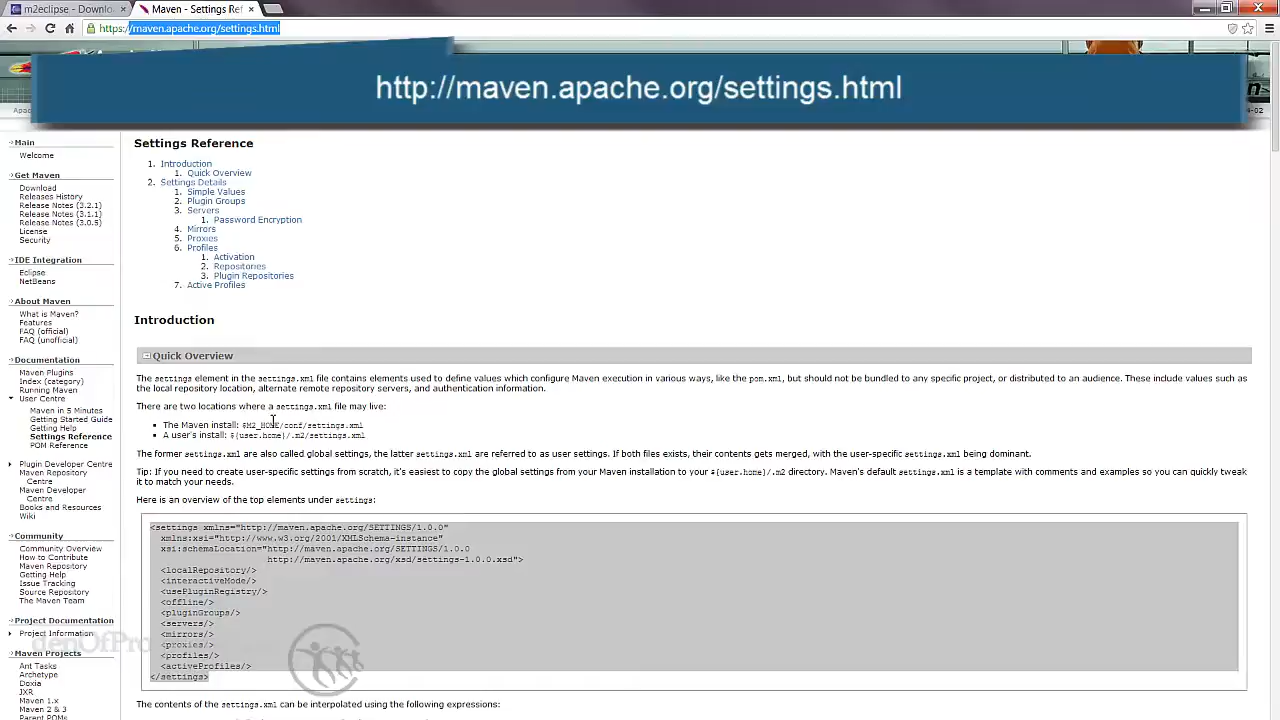 m2eclipse - Downlo
Maven - Settings Ref
https://maven.apache.org/settings.html
http://maven.apache.org/settings.html
Apac
-02
Main
Welcome
Get Maven
Download
Releases History
Release Notes (3.2.1)
Release Notes (3.1.1)
Release Notes (3.0.5)
License
Security
IDE Integration
Eclipse
NetBeans
About Maven
What is Maven?
Features
FAQ (official)
FAQ (unofficial)
Documentation
Maven Plugins
Index (category)
Running Maven
User Centre
Maven in 5 Minutes
Getting Started Guide
Getting Help
Settings Reference
POM Reference
Plugin Developer Centre
Maven Repository
Centre
Maven Developer
Centre
Books and Resources
Wiki
Community
Community Overview
How to Contribute
Maven Repository
Getting Help
Issue Tracking
Source Repository
The Maven Team
Project Documentation
Project Information
Maven Projects
Ant Tasks
Archetype
Doxia
JXR
Maven 1.x
Maven 2 & 3
Parent POMs
Settings Reference
1. Introduction
1. Quick Overview
2. Settings Details
1. Simple Values
2. Plugin Groups
3. Servers
1. Password Encryption
4. Mirrors
5. Proxies
6. Profiles
1. Activation
2. Repositories
3. Plugin Repositories
7. Active Profiles
Introduction
Quick Overview
The settings element in the settings.xml file contains elements used to define values which configure Maven execution in various ways, like the pom.xml, but should not be bundled to any specific project, or distributed to an audience. These include values such as
the local repository location, alternate remote repository servers, and authentication information.
There are two locations where a settings.xml file may live:
The Maven install: $M2_HOME/conf/settings.xml
A user's install: ${user.home}/.m2/settings.xml
The former settings.xml are also called global settings, the latter settings.xml are referred to as user settings. If both files exists, their contents gets merged, with the user-specific settings.xml being dominant.
Tip: If you need to create user-specific settings from scratch, it's easiest to copy the global settings from your Maven installation to your ${user.home}/.m2 directory. Maven's default settings.xml is a template with comments and examples so you can quickly tweak
it to match your needs.
Here is an overview of the top elements under settings:
<settings xmlns="http://maven.apache.org/SETTINGS/1.0.0"
xmlns:xsi="http://www.w3.org/2001/XMLSchema-instance"
xsi:schemaLocation="http://maven.apache.org/SETTINGS/1.0.0
http://maven.apache.org/xsd/settings-1.0.0.xsd">
<localRepository/>
<interactiveMode/>
<usePluginRegistry/>
<offline/>
<pluginGroups/>
<servers/>
<mirrors/>
<proxies/>
<profiles/>
<activeProfiles/>
</settings>
The contents of the settings.xml can be interpolated using the following expressions: